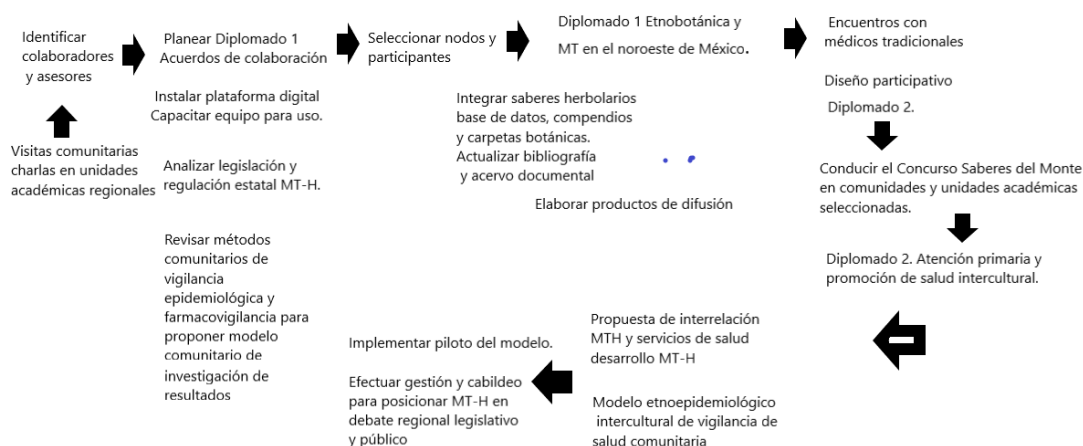 Identificar
colaboradores
y asesores
Visitas comunitarias
charlas en unidades
académicas regionales
Planear Diplomado 1
Acuerdos de colaboración
Instalar plataforma digital
Capacitar equipo para uso.
Analizar legislación y
regulación estatal MT-H.
Revisar métodos
comunitarios de
vigilancia
epidemiológica y
farmacovigilancia para
proponer modelo
comunitario de
investigación de
resultados
Seleccionar nodos y
participantes
Diplomado 1 Etnobotánica y
MT en el noroeste de México.
Integrar saberes herbolarios
base de datos, compendios
y carpetas botánicas.
Actualizar bibliografía
y acervo documental
Elaborar productos de difusión
Encuentros con
médicos tradicionales
Diseño participativo
Diplomado 2.
Conducir el Concurso Saberes del Monte
en comunidades y unidades académicas
seleccionadas.
Diplomado 2. Atención primaria y
promoción de salud intercultural.
Propuesta de interrelación
MTH y servicios de salud
desarrollo MT-H
Modelo etnoepidemiológico
intercultural de vigilancia de
salud comunitaria
Implementar piloto del modelo.
Efectuar gestión y cabildeo
para posicionar MT-H en
debate regional legislativo
y público